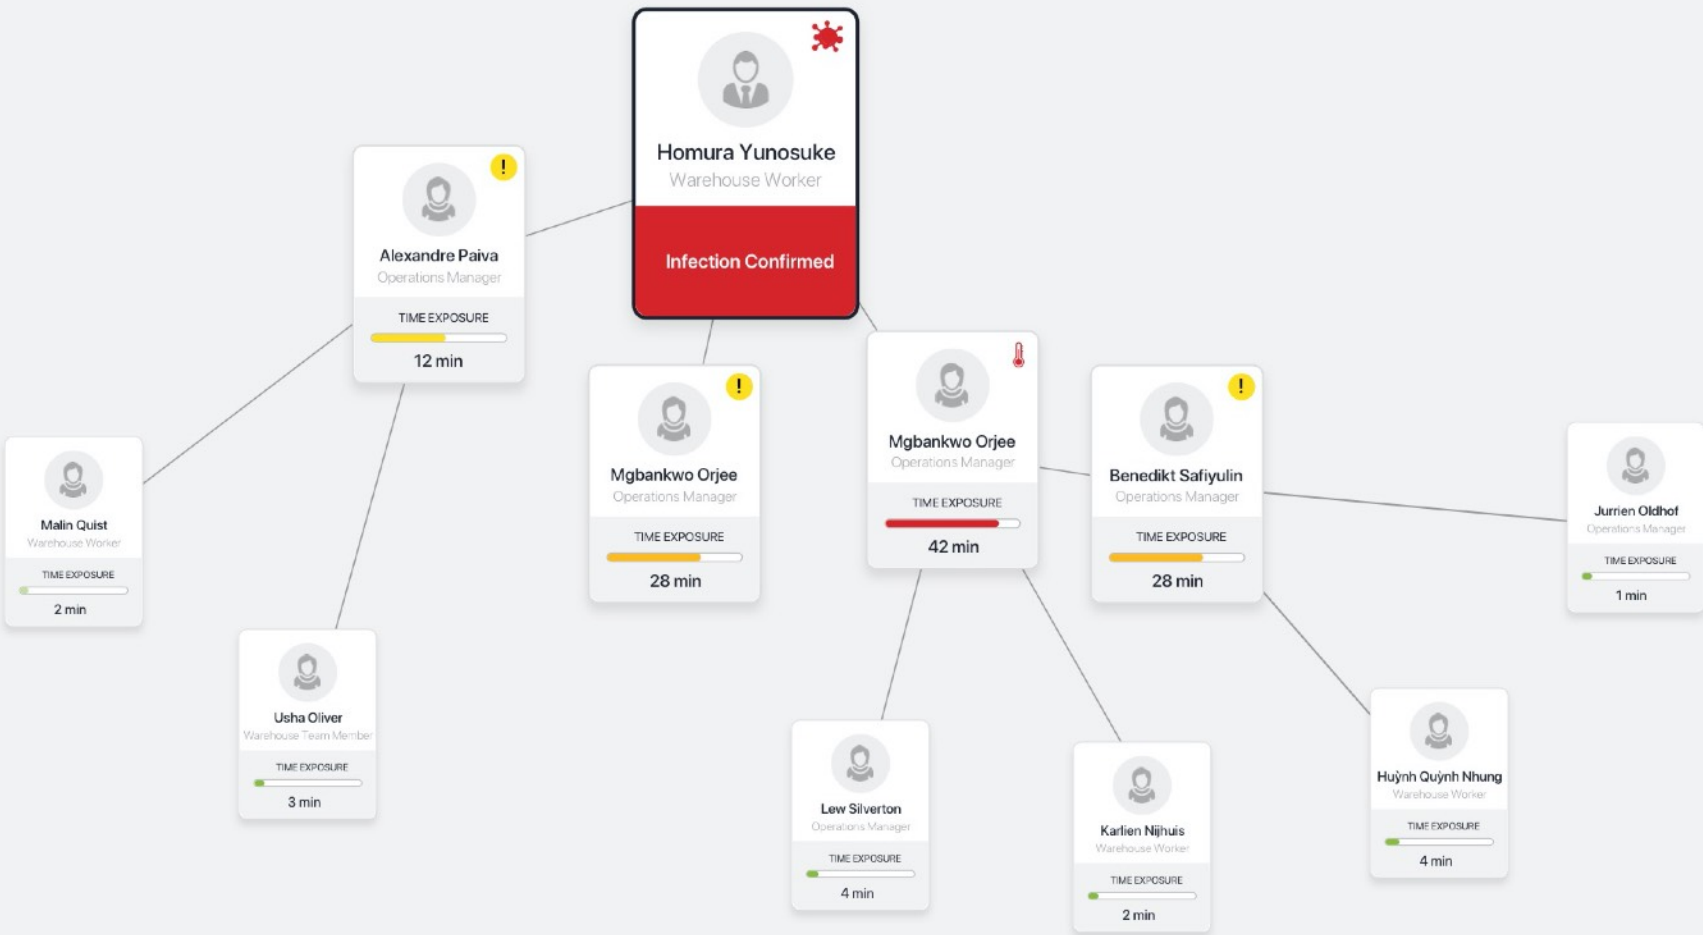 Homura Yunosuke
Warehouse Worker
Infection Confirmed
!
Alexandre Paiva
Operations Manager
TIME EXPOSURE
12 min
!
Mgbankwo Orjee
Operations Manager
TIME EXPOSURE
28 min
Mgbankwo Orjee
Operations Manager
TIME EXPOSURE
42 min
!
Benedikt Safiyulin
Operations Manager
TIME EXPOSURE
28 min
Jurrien Oldhof
Operations Manager
TIME EXPOSURE
1 min
Malin Quist
Warehouse Worker
TIME EXPOSURE
2 min
Usha Oliver
Warehouse Team Member
TIME EXPOSURE
3 min
Lew Silverton
Operations Manager
TIME EXPOSURE
4 min
Karlien Nijhuis
Warehouse Worker
TIME EXPOSURE
2 min
Huỳnh Quỳnh Nhung
Warehouse Worker
TIME EXPOSURE
4 min